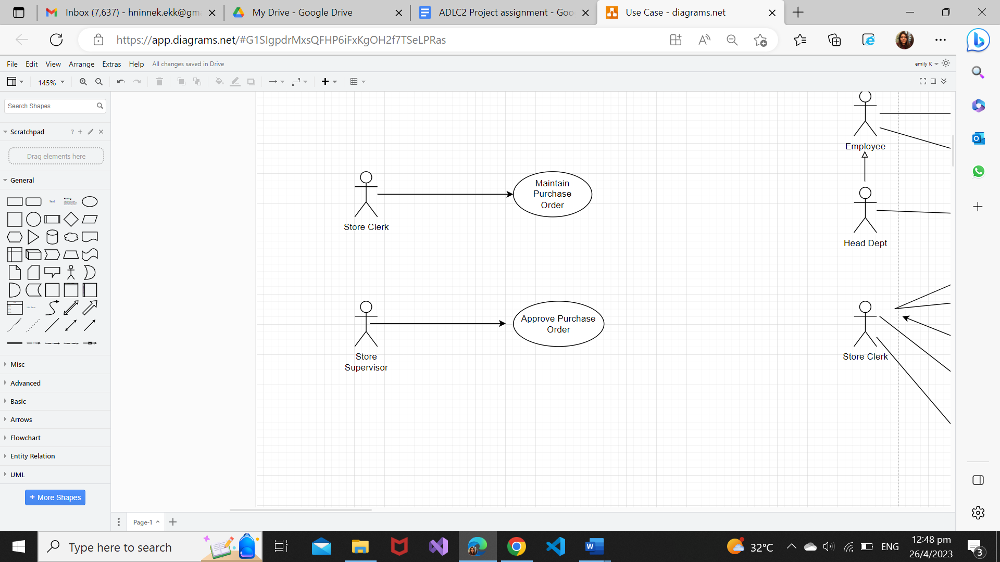 Inbox (7,637) - hninnek.ekk@gma
My Drive - Google Drive
ADLC2 Project assignment - Goo
Use Case - diagrams.net
https://app.diagrams.net/#G1SIgpdrMxsQFHP6iFxKgOH2f7TSeLPRas
File Edit View Arrange Extras Help All changes saved in Drive
emily K
145%
Search Shapes
Scratchpad
?
Drag elements here
General
Text
Heading
Misc
Advanced
Basic
Arrows
Flowchart
Entity Relation
UML
+ More Shapes
Employee
Maintain
Purchase
Order
Store Clerk
Head Dept
Approve Purchase
Order
Store
Supervisor
Store Clerk
Page-1
Type here to search
32°C
ENG
12:48 pm
26/4/2023
3